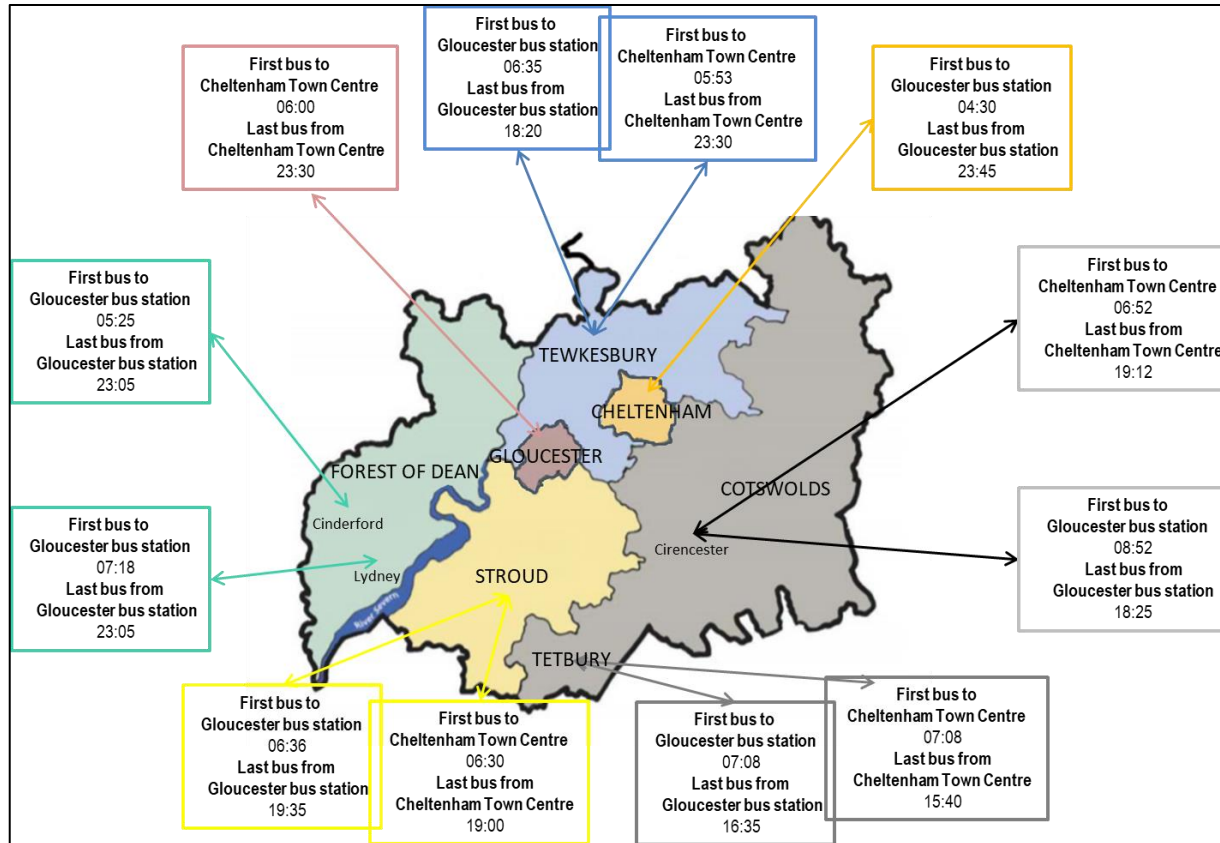 First bus to
Cheltenham Town Centre
06:00
Last bus from
Cheltenham Town Centre
23:30
First bus to
Gloucester bus station
06:35
Last bus from
Gloucester bus station
18:20
First bus to
Cheltenham Town Centre
05:53
Last bus from
Cheltenham Town Centre
23:30
First bus to
Gloucester bus station
04:30
Last bus from
Gloucester bus station
23:45
First bus to
Gloucester bus station
05:25
Last bus from
Gloucester bus station
23:05
First bus to
Cheltenham Town Centre
06:52
Last bus from
Cheltenham Town Centre
19:12
TEWKESBURY
CHELTENHAM
GLOUCESTER
FOREST OF DEAN
COTSWOLDS
Cinderford
Cirencester
Lydney
STROUD
River Severn
TETBURY
First bus to
Gloucester bus station
07:18
Last bus from
Gloucester bus station
23:05
First bus to
Gloucester bus station
08:52
Last bus from
Gloucester bus station
18:25
First bus to
Gloucester bus station
06:36
Last bus from
Gloucester bus station
19:35
First bus to
Cheltenham Town Centre
06:30
Last bus from
Cheltenham Town Centre
19:00
First bus to
Gloucester bus station
07:08
Last bus from
Gloucester bus station
16:35
First bus to
Cheltenham Town Centre
07:08
Last bus from
Cheltenham Town Centre
15:40